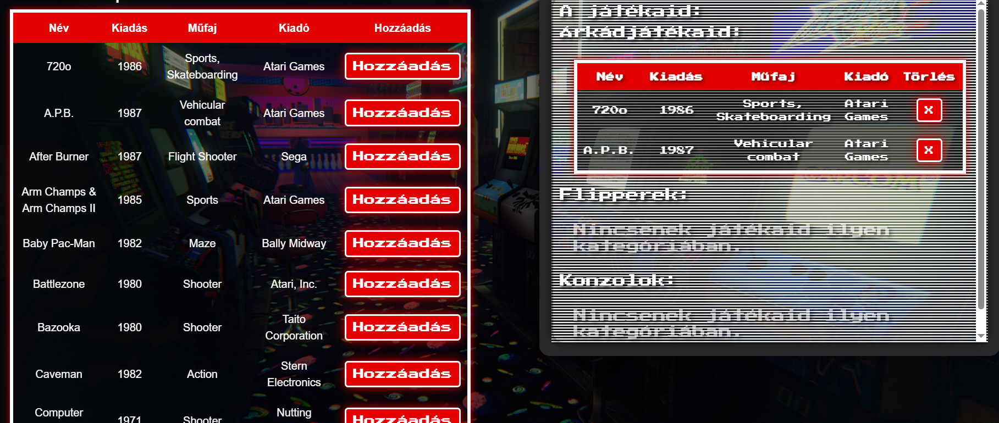 Név Kiadás Műfaj Kiadó Hozzáadás
720o 1986 Sports, Skateboarding Atari Games Hozzáadás
A.P.B. 1987 Vehicular combat Atari Games Hozzáadás
After Burner 1987 Flight Shooter Sega Hozzáadás
Arm Champs & Arm Champs II 1985 Sports Atari Games Hozzáadás
Baby Pac-Man 1982 Maze Bally Midway Hozzáadás
Battlezone 1980 Shooter Atari, Inc. Hozzáadás
Bazooka 1980 Shooter Taito Corporation Hozzáadás
Caveman 1982 Action Stern Electronics Hozzáadás
Computer 1971 Shooter Nutting Hozzáadás
A játékaid:
Árkádjátékaid:
Név Kiadás Műfaj Kiadó Törlés
720o 1986 Sports, Skateboarding Atari Games X
A.P.B. 1987 Vehicular combat Atari Games X
CAPCOM
Flipperek:
Nincsenek játékaid ilyen
kategóriában.
Konzolok:
Nincsenek játékaid ilyen
kategóriában.